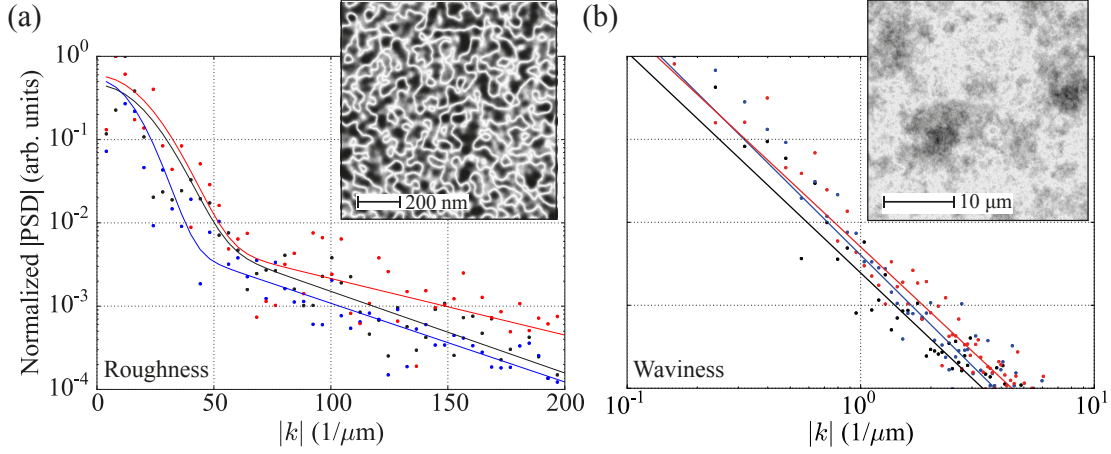 (a)
Normalized |PSD| (arb. units)
10^0
10^-1
10^-2
10^-3
10^-4
200 nm
Roughness
0 50 100 150 200
|k| (1/μm)
(b)
10 μm
Waviness
10^-1 10^0 10^1
|k| (1/μm)